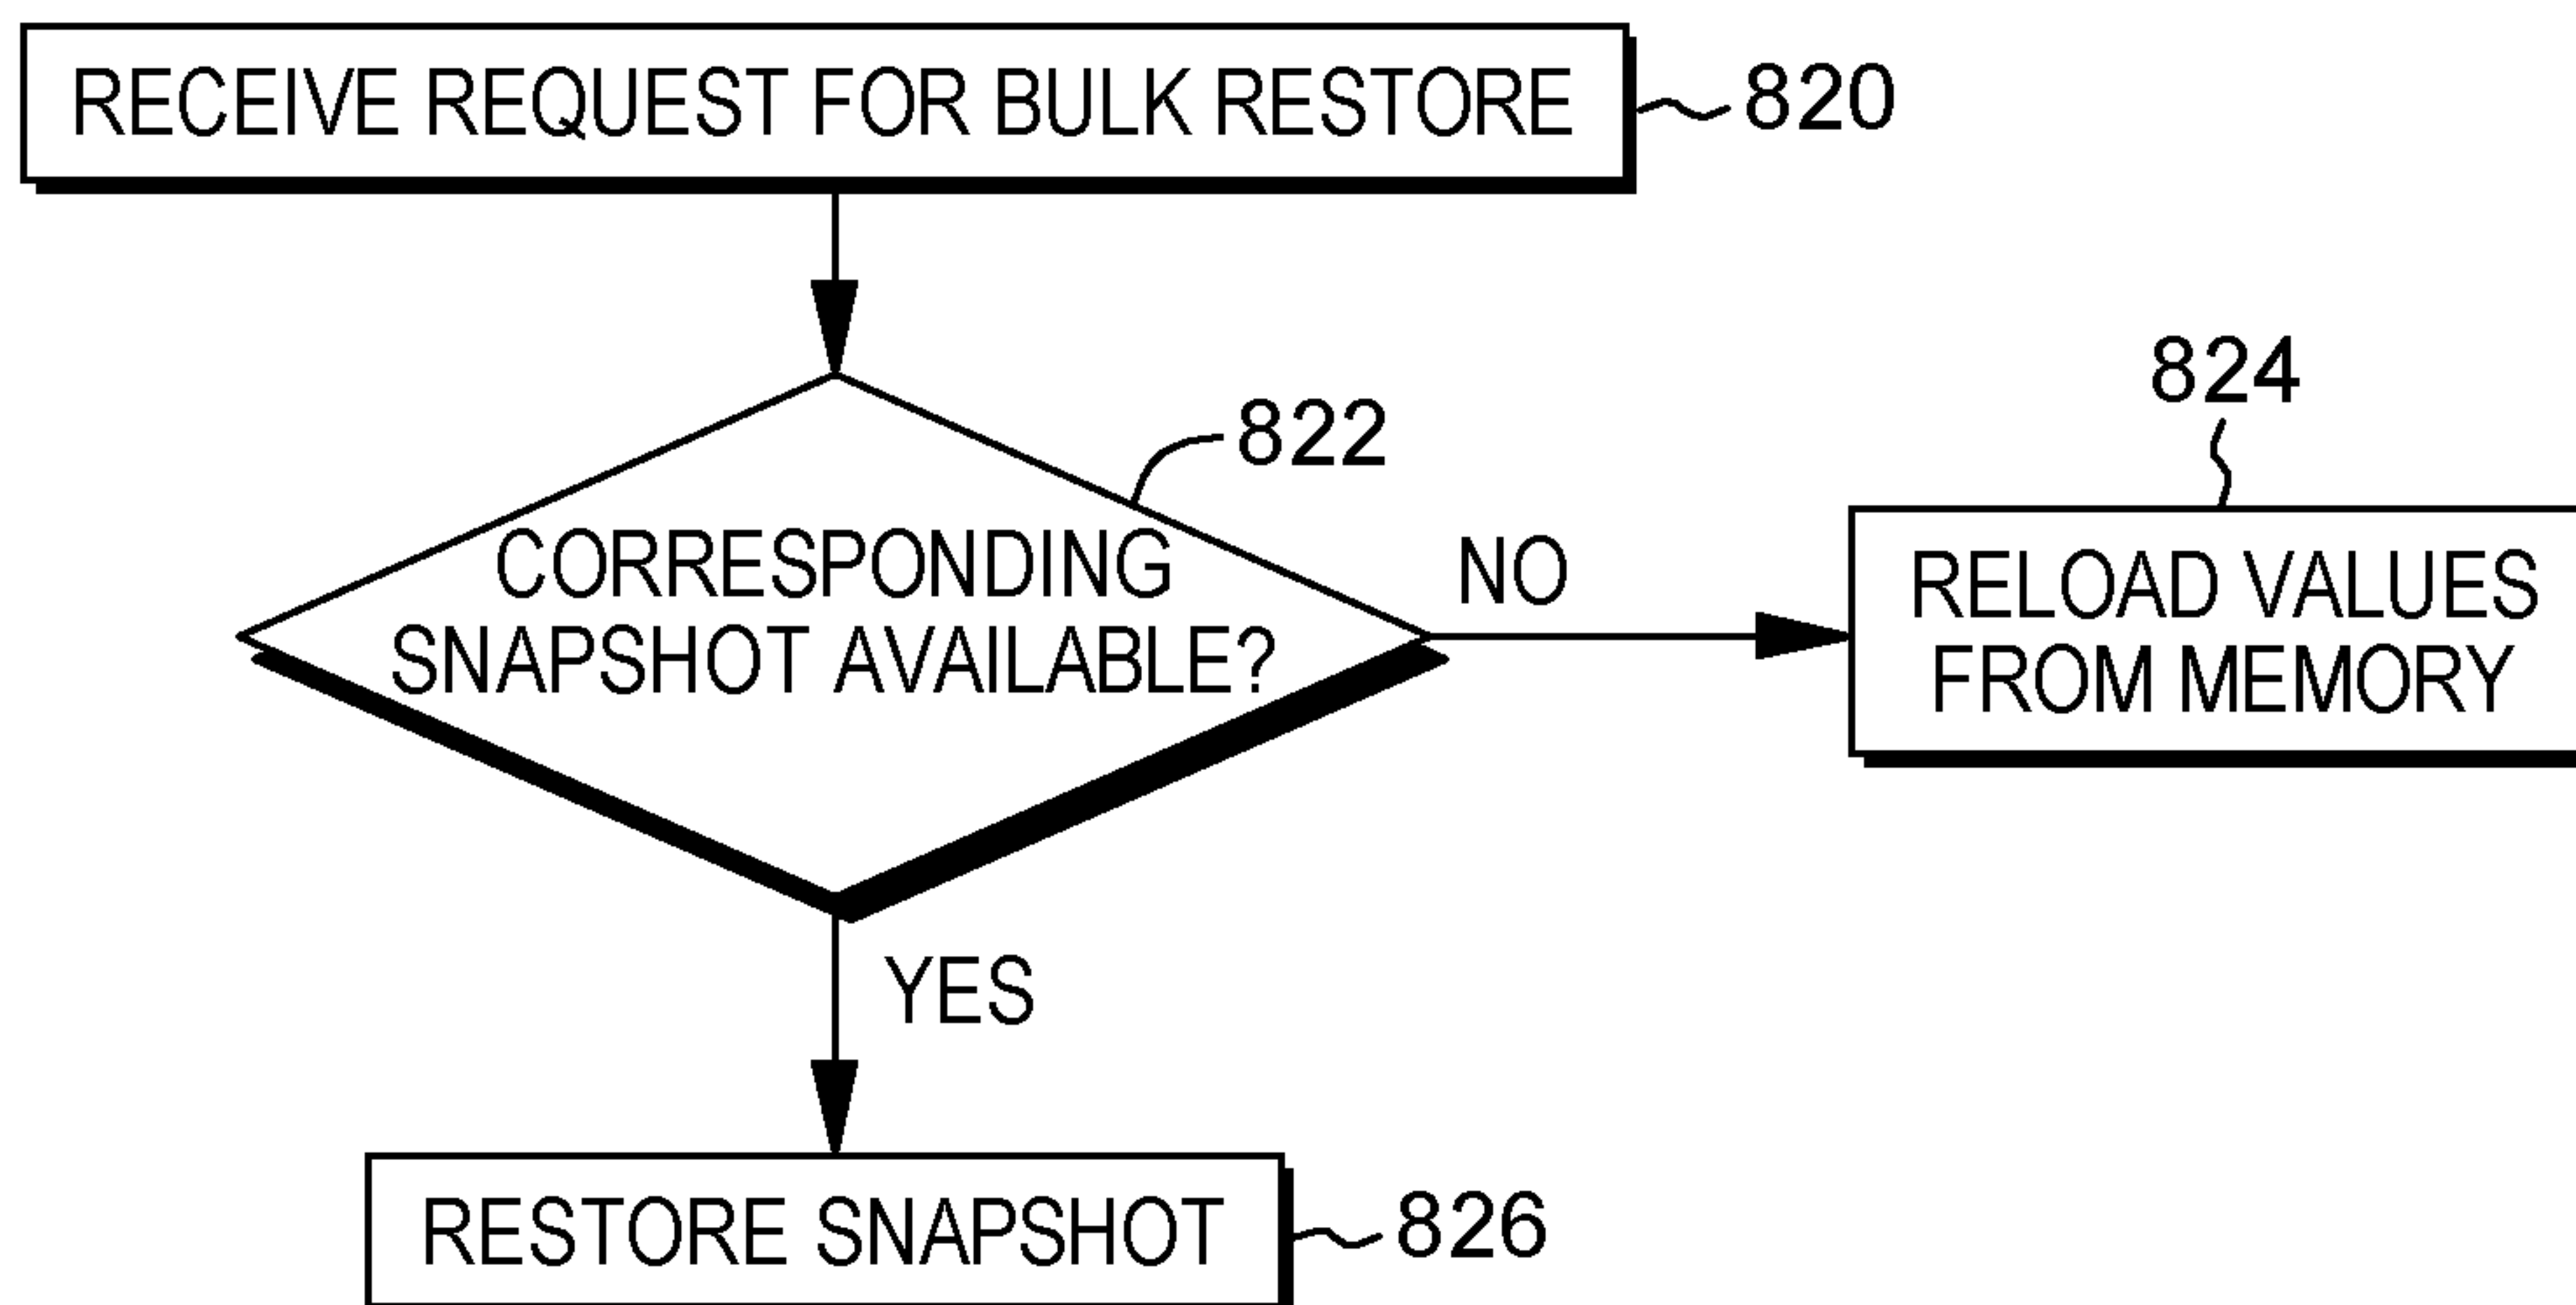 RECEIVE REQUEST FOR BULK RESTORE
820
822
CORRESPONDING
SNAPSHOT AVAILABLE?
NO
824
RELOAD VALUES
FROM MEMORY
YES
RESTORE SNAPSHOT
826